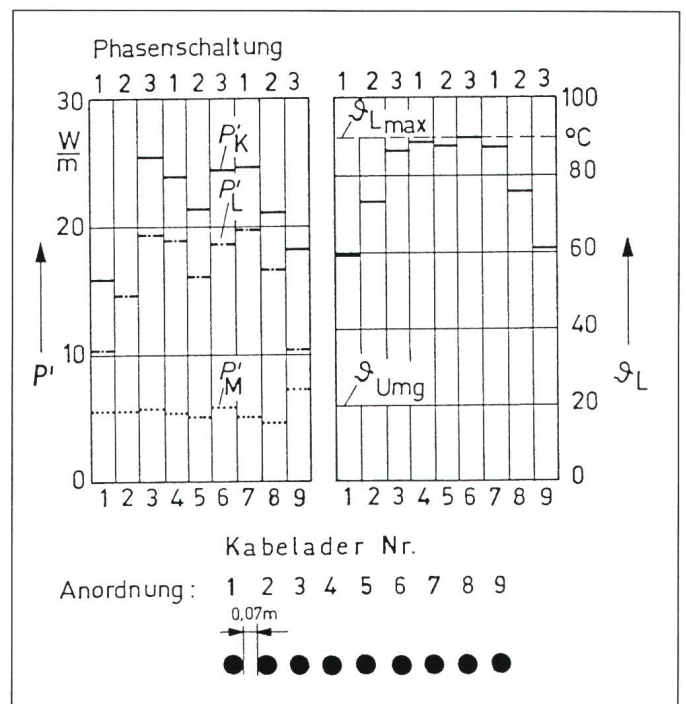 Phasenschaltung
1 2 3 1 2 3 1 2 3
1 2 3 1 2 3 1 2 3
30
W/m
20
10
0
P'
P'K
P'L
P'M
1 2 3 4 5 6 7 8 9
ϑLmax
ϑUmg
100
°C
80
60
40
20
0
ϑL
1 2 3 4 5 6 7 8 9
Kabelader Nr.
Anordnung: 1 2 3 4 5 6 7 8 9
0,07m